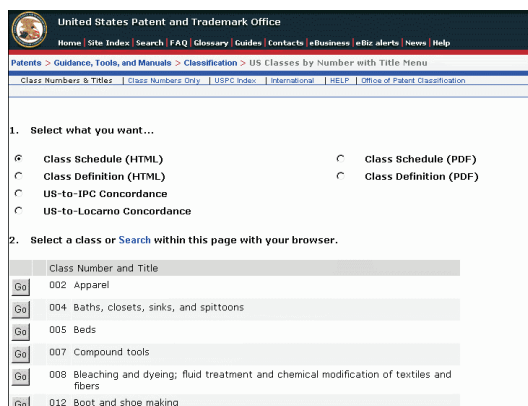 United States Patent and Trademark Office
Home | Site Index | Search | FAQ | Glossary | Guides | Contacts | eBusiness | eBiz alerts | News | Help
Patents > Guidance, Tools, and Manuals > Classification > US Classes by Number with Title Menu
Class Numbers & Titles | Class Numbers Only | USPC Index | International | HELP | Office of Patent Classification
1. Select what you want...
Class Schedule (HTML) Class Schedule (PDF)
Class Definition (HTML) Class Definition (PDF)
US-to-IPC Concordance
US-to-Locarno Concordance
2. Select a class or Search within this page with your browser.
Class Number and Title
Go 002 Apparel
Go 004 Baths, closets, sinks, and spittoons
Go 005 Beds
Go 007 Compound tools
Go 008 Bleaching and dyeing; fluid treatment and chemical modification of textiles and
fibers
Go 012 Boot and shoe making